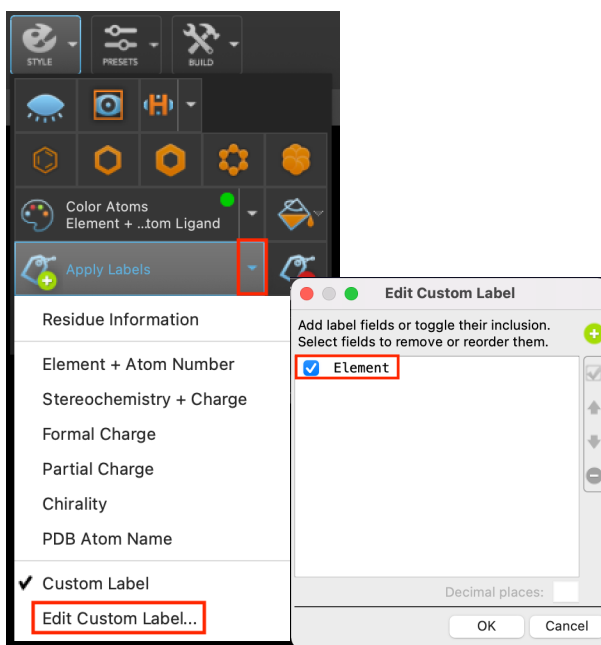 STYLE
PRESETS
BUILD
H
Color Atoms
Element + ...tom Ligand
Apply Labels
Residue Information
Element + Atom Number
Stereochemistry + Charge
Formal Charge
Partial Charge
Chirality
PDB Atom Name
Custom Label
Edit Custom Label...
Edit Custom Label
Add label fields or toggle their inclusion.
Select fields to remove or reorder them.
Element
Decimal places:
OK
Cancel